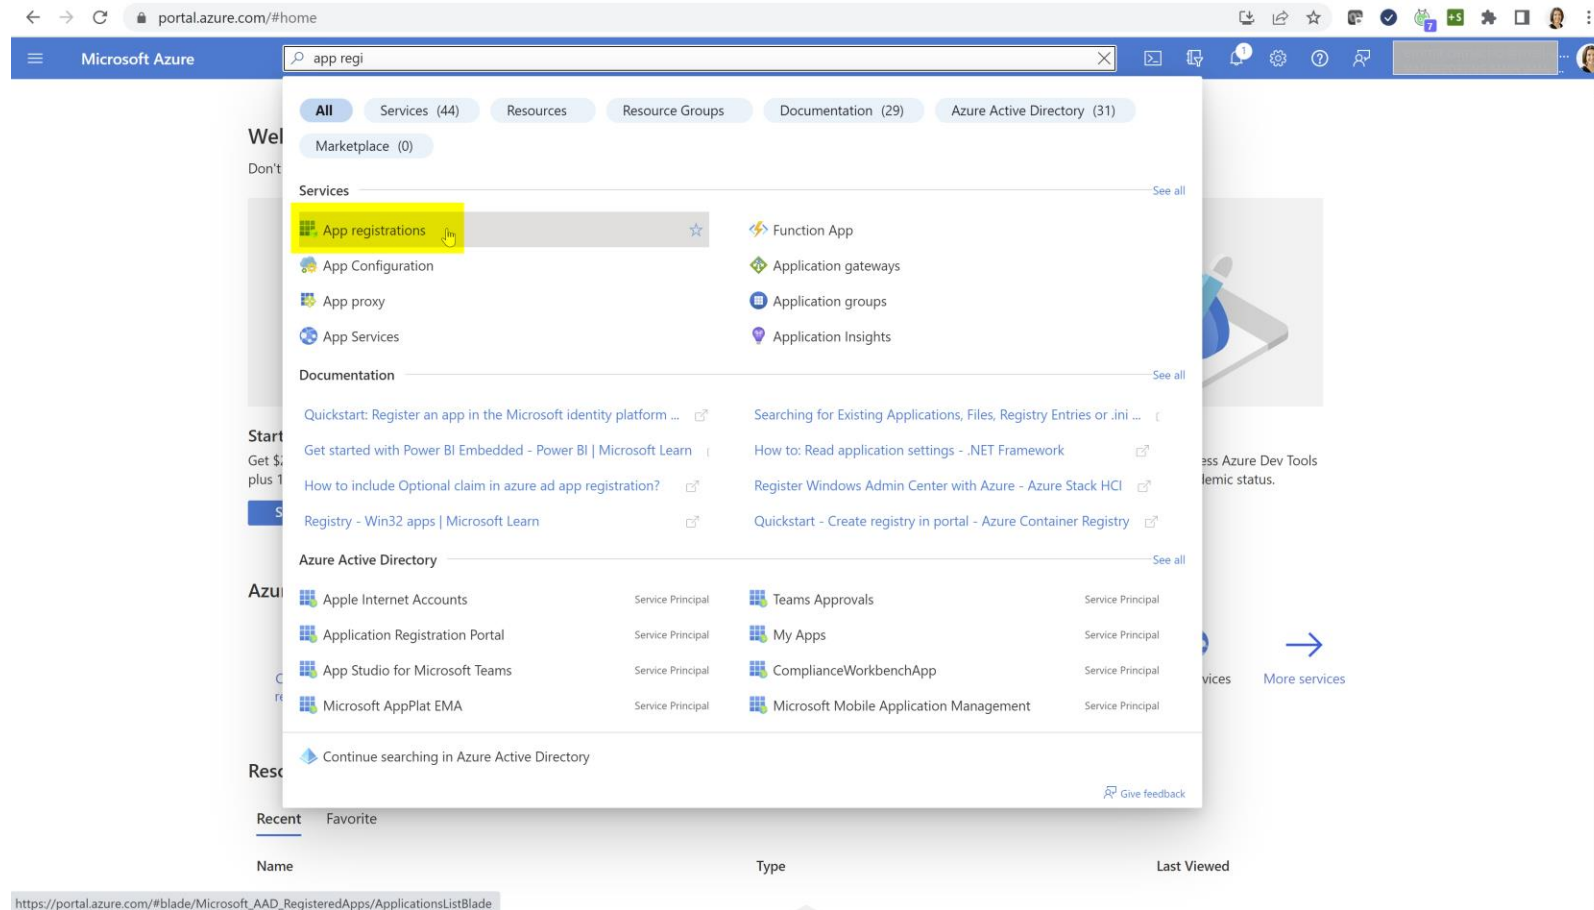 portal.azure.com/#home
7
+S
Microsoft Azure
app regi
1
All Services (44) Resources Resource Groups Documentation (29) Azure Active Directory (31)
Marketplace (0)
Wel
Don't
Services See all
App registrations Function App
App Configuration Application gateways
App proxy Application groups
App Services Application Insights
Documentation See all
Quickstart: Register an app in the Microsoft identity platform ... Searching for Existing Applications, Files, Registry Entries or .ini ...
Start
Get started with Power BI Embedded - Power BI | Microsoft Learn How to: Read application settings - .NET Framework
Get $2 ess Azure Dev Tools
plus 1 lemic status.
How to include Optional claim in azure ad app registration? Register Windows Admin Center with Azure - Azure Stack HCI
S
Registry - Win32 apps | Microsoft Learn Quickstart - Create registry in portal - Azure Container Registry
Azure Active Directory See all
Azu
Apple Internet Accounts Service Principal Teams Approvals Service Principal
Application Registration Portal Service Principal My Apps Service Principal
App Studio for Microsoft Teams Service Principal ComplianceWorkbenchApp Service Principal
C vices More services
re
Microsoft AppPlat EMA Service Principal Microsoft Mobile Application Management Service Principal
Continue searching in Azure Active Directory
Reso
Give feedback
Recent Favorite
Name Type Last Viewed
https://portal.azure.com/#blade/Microsoft_AAD_RegisteredApps/ApplicationsListBlade